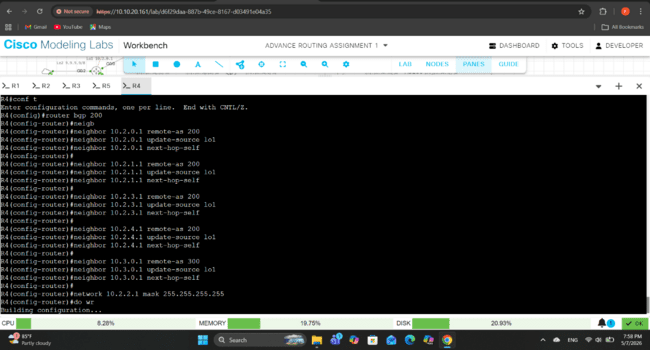 Not secure https://10.10.20.161/lab/d6f29daa-887b-49ce-8167-d03491e04a35
Gmail YouTube Maps All Bookmarks
Cisco Modeling Labs Workbench ADVANCE ROUTING ASSIGNMENT 1 DASHBOARD TOOLS DEVELOPER
LAB NODES PANES GUIDE
R1 R2 R3 R5 R4
R4#conf t
Enter configuration commands, one per line. End with CNTL/Z.
R4(config)#router bgp 200
R4(config-router)#neigb
R4(config-router)#neighbor 10.2.0.1 remote-as 200
R4(config-router)#neighbor 10.2.0.1 update-source lo1
R4(config-router)#neighbor 10.2.0.1 next-hop-self
R4(config-router)#
R4(config-router)#neighbor 10.2.1.1 remote-as 200
R4(config-router)#neighbor 10.2.1.1 update-source lo1
R4(config-router)#neighbor 10.2.1.1 next-hop-self
R4(config-router)#
R4(config-router)#neighbor 10.2.3.1 remote-as 200
R4(config-router)#neighbor 10.2.3.1 update-source lo1
R4(config-router)#neighbor 10.2.3.1 next-hop-self
R4(config-router)#
R4(config-router)#neighbor 10.2.4.1 remote-as 200
R4(config-router)#neighbor 10.2.4.1 update-source lo1
R4(config-router)#neighbor 10.2.4.1 next-hop-self
R4(config-router)#
R4(config-router)#neighbor 10.3.0.1 remote-as 300
R4(config-router)#neighbor 10.3.0.1 update-source lo1
R4(config-router)#neighbor 10.3.0.1 next-hop-self
R4(config-router)#
R4(config-router)#network 10.2.2.1 mask 255.255.255.255
R4(config-router)#do wr
Building configuration...
CPU 8.28% MEMORY 19.75% DISK 20.93% OK
85°F
Partly cloudy
Search
ENG
7:58 PM
5/7/2026